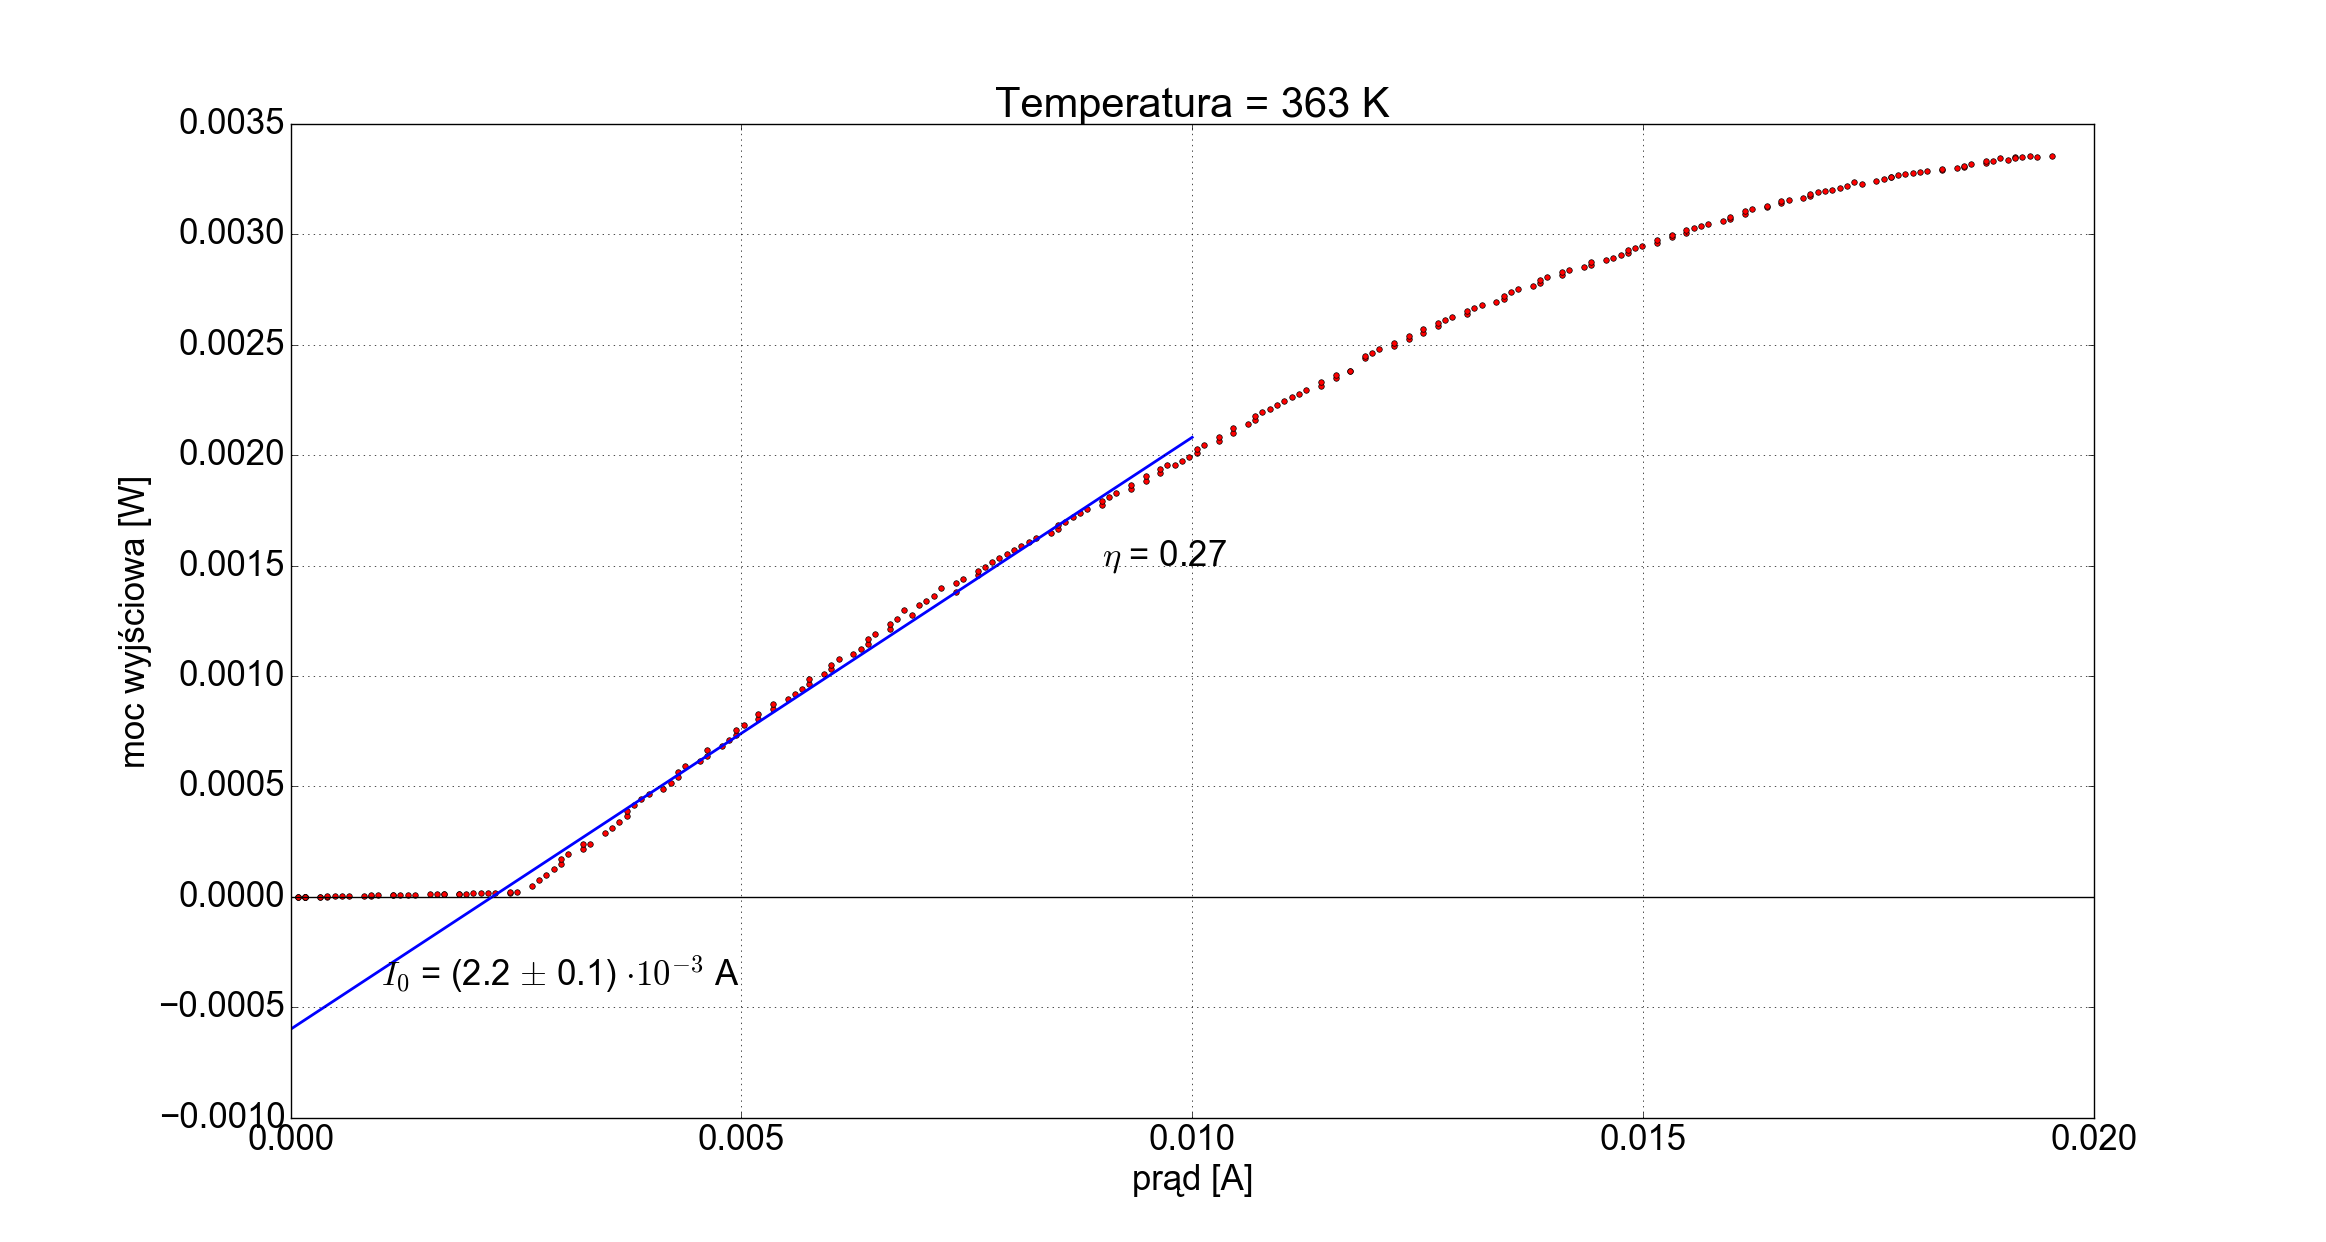 Temperatura = 363 K
0.0035
0.0030
0.0025
0.0020
0.0015
0.0010
0.0005
0.0000
−0.0005
−0.0010
moc wyjściowa [W]
η = 0.27
I₀ = (2.2 ± 0.1) ·10⁻³ A
0.000 0.005 0.010 0.015 0.020
prąd [A]